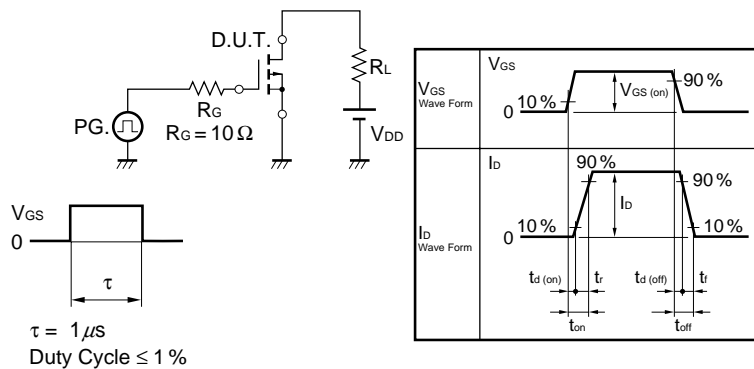 D.U.T.
RL
RG
PG.
RG = 10 Ω
VDD
VGS
0
τ
τ = 1 μs
Duty Cycle ≤ 1 %
VGS
Wave Form
VGS
10 %
0
VGS (on)
90 %
ID
Wave Form
ID
90 %
90 %
10 %
0
ID
10 %
td (on)
tr
td (off)
tf
ton
toff